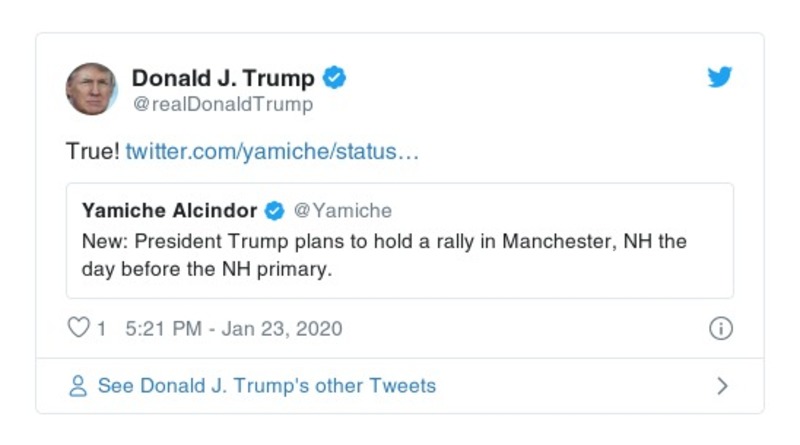 Donald J. Trump
@realDonaldTrump
True! twitter.com/yamiche/status…
Yamiche Alcindor @Yamiche
New: President Trump plans to hold a rally in Manchester, NH the
day before the NH primary.
1 5:21 PM - Jan 23, 2020
See Donald J. Trump's other Tweets